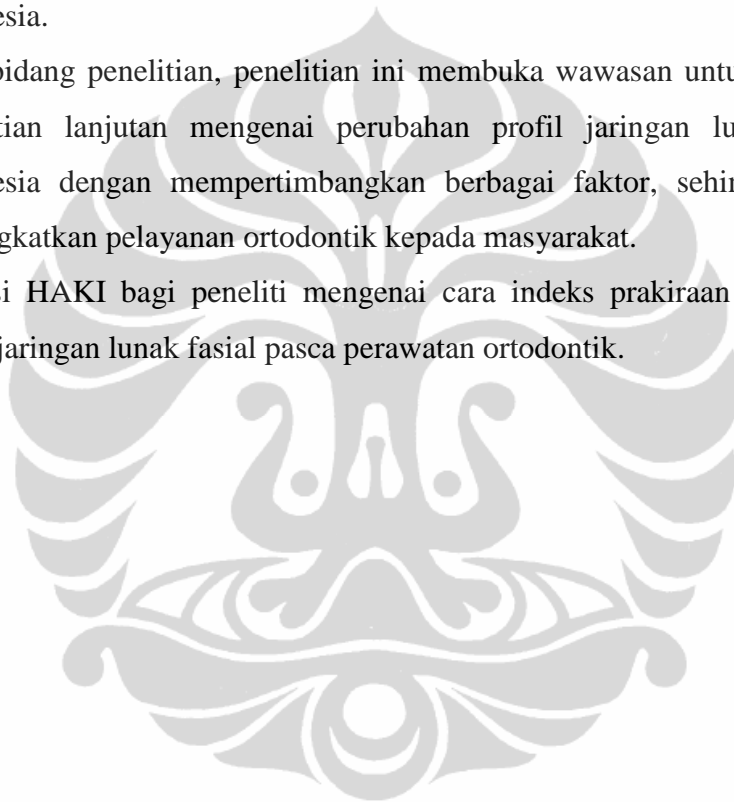 esia.
bidang penelitian, penelitian ini membuka wawasan untu
tian lanjutan mengenai perubahan profil jaringan lu
esia dengan mempertimbangkan berbagai faktor, sehin
gkatkan pelayanan ortodontik kepada masyarakat.
si HAKI bagi peneliti mengenai cara indeks prakiraan
jaringan lunak fasial pasca perawatan ortodontik.